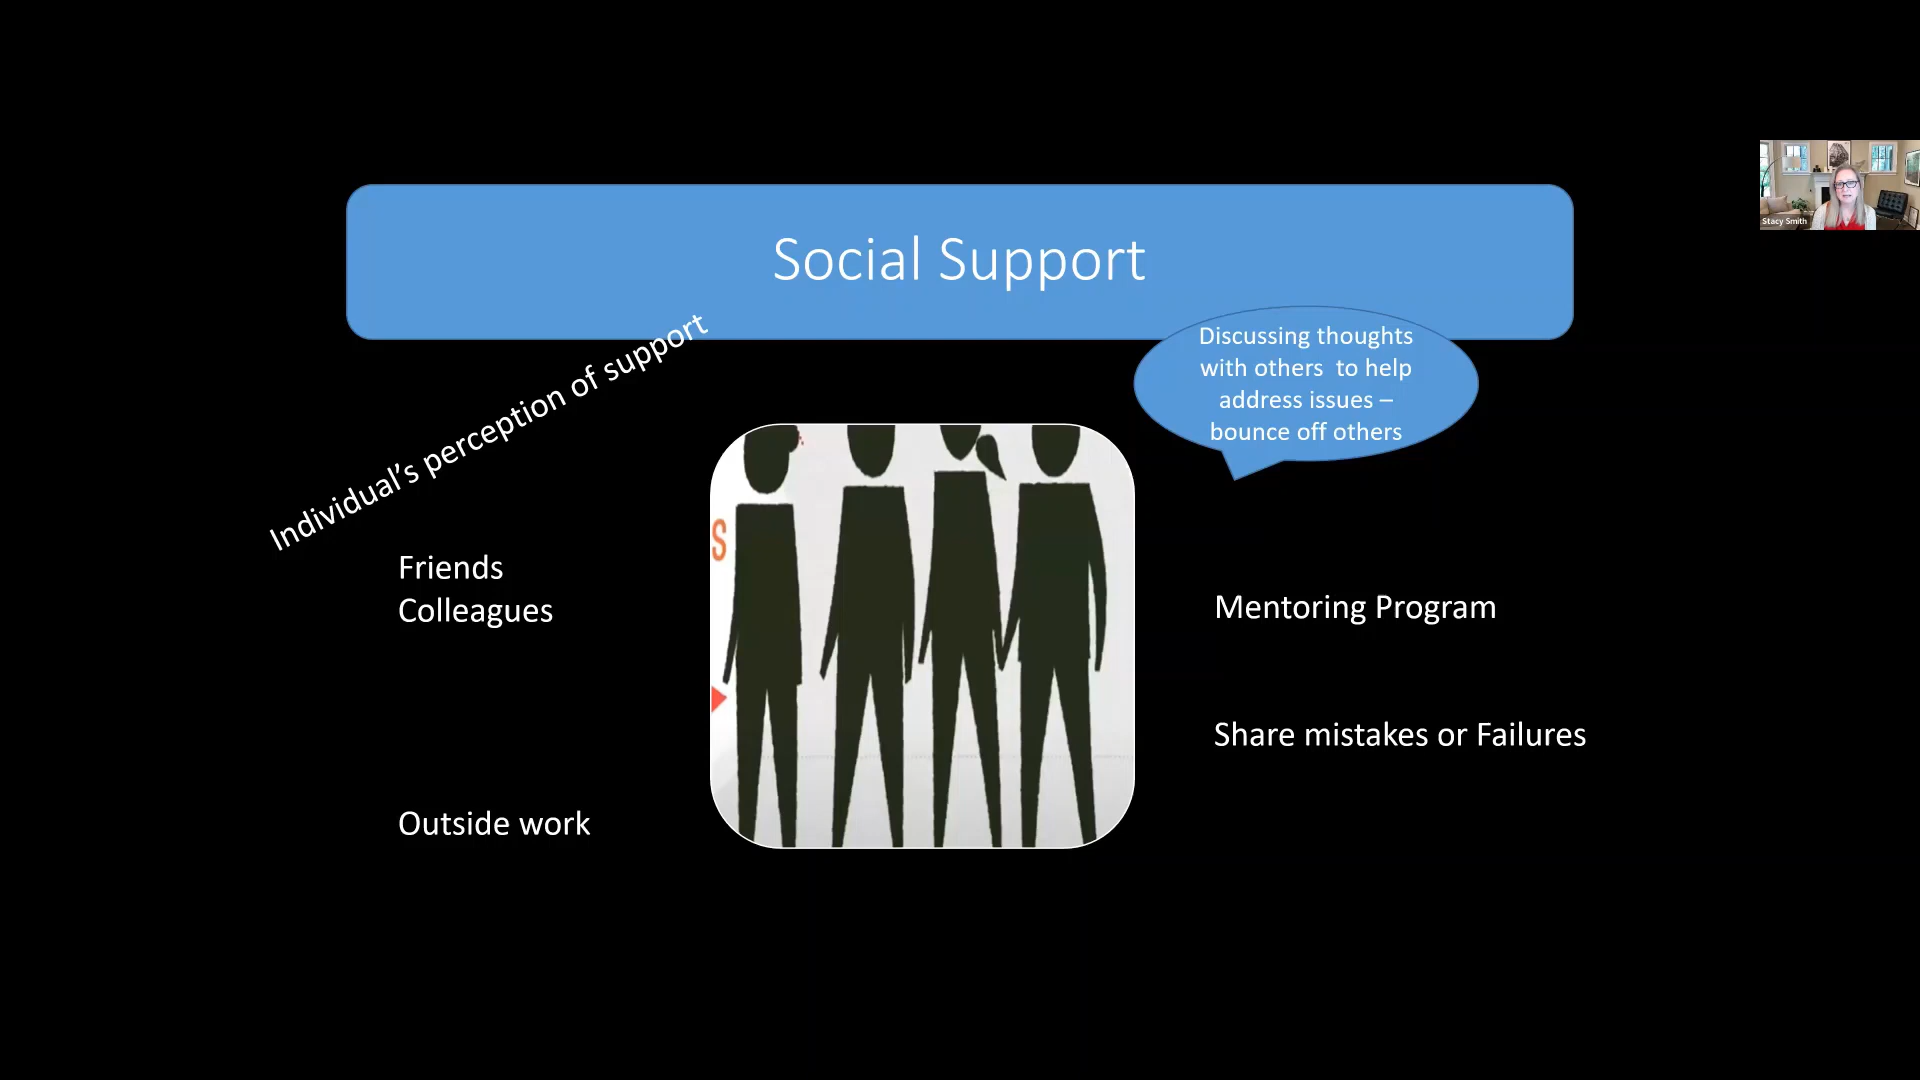 Social Support
Individual’s perception of support
Discussing thoughts
with others  to help
address issues –
bounce off others
Friends
Colleagues
Outside work
S
Mentoring Program
Share mistakes or Failures
Stacy Smith